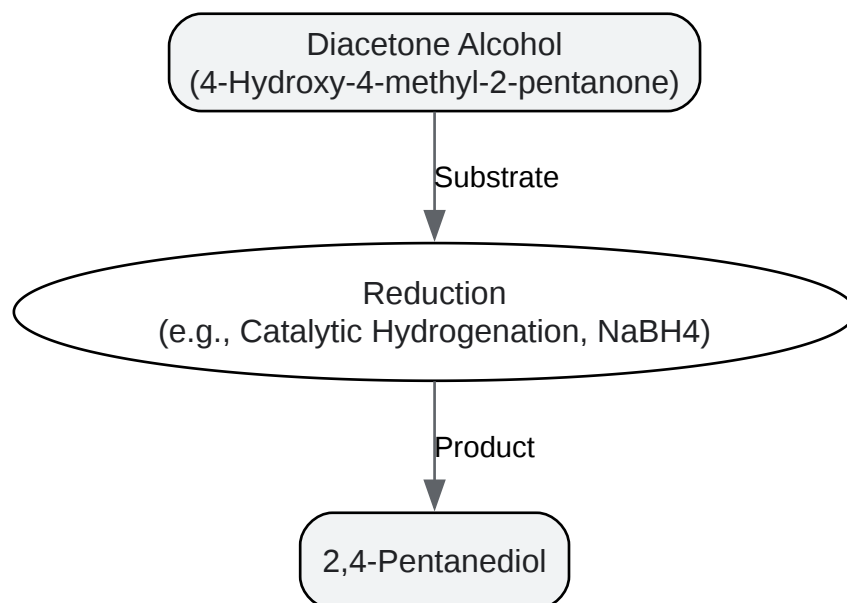 Diacetone Alcohol
(4-Hydroxy-4-methyl-2-pentanone)
Substrate
Reduction
(e.g., Catalytic Hydrogenation, NaBH4)
Product
2,4-Pentanediol